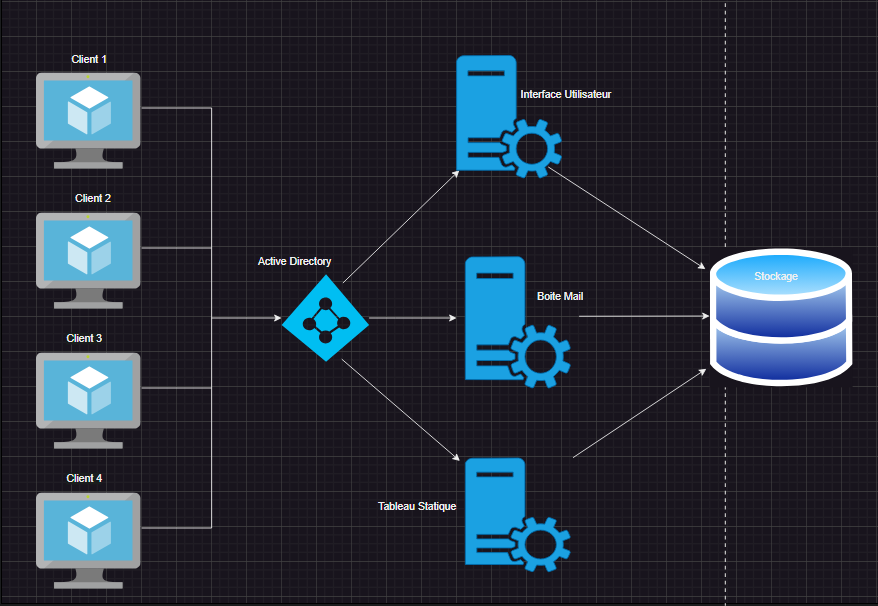 Client 1
Interface Utilisateur
Client 2
Active Directory
Stockage
Boite Mail
Client 3
Client 4
Tableau Statique